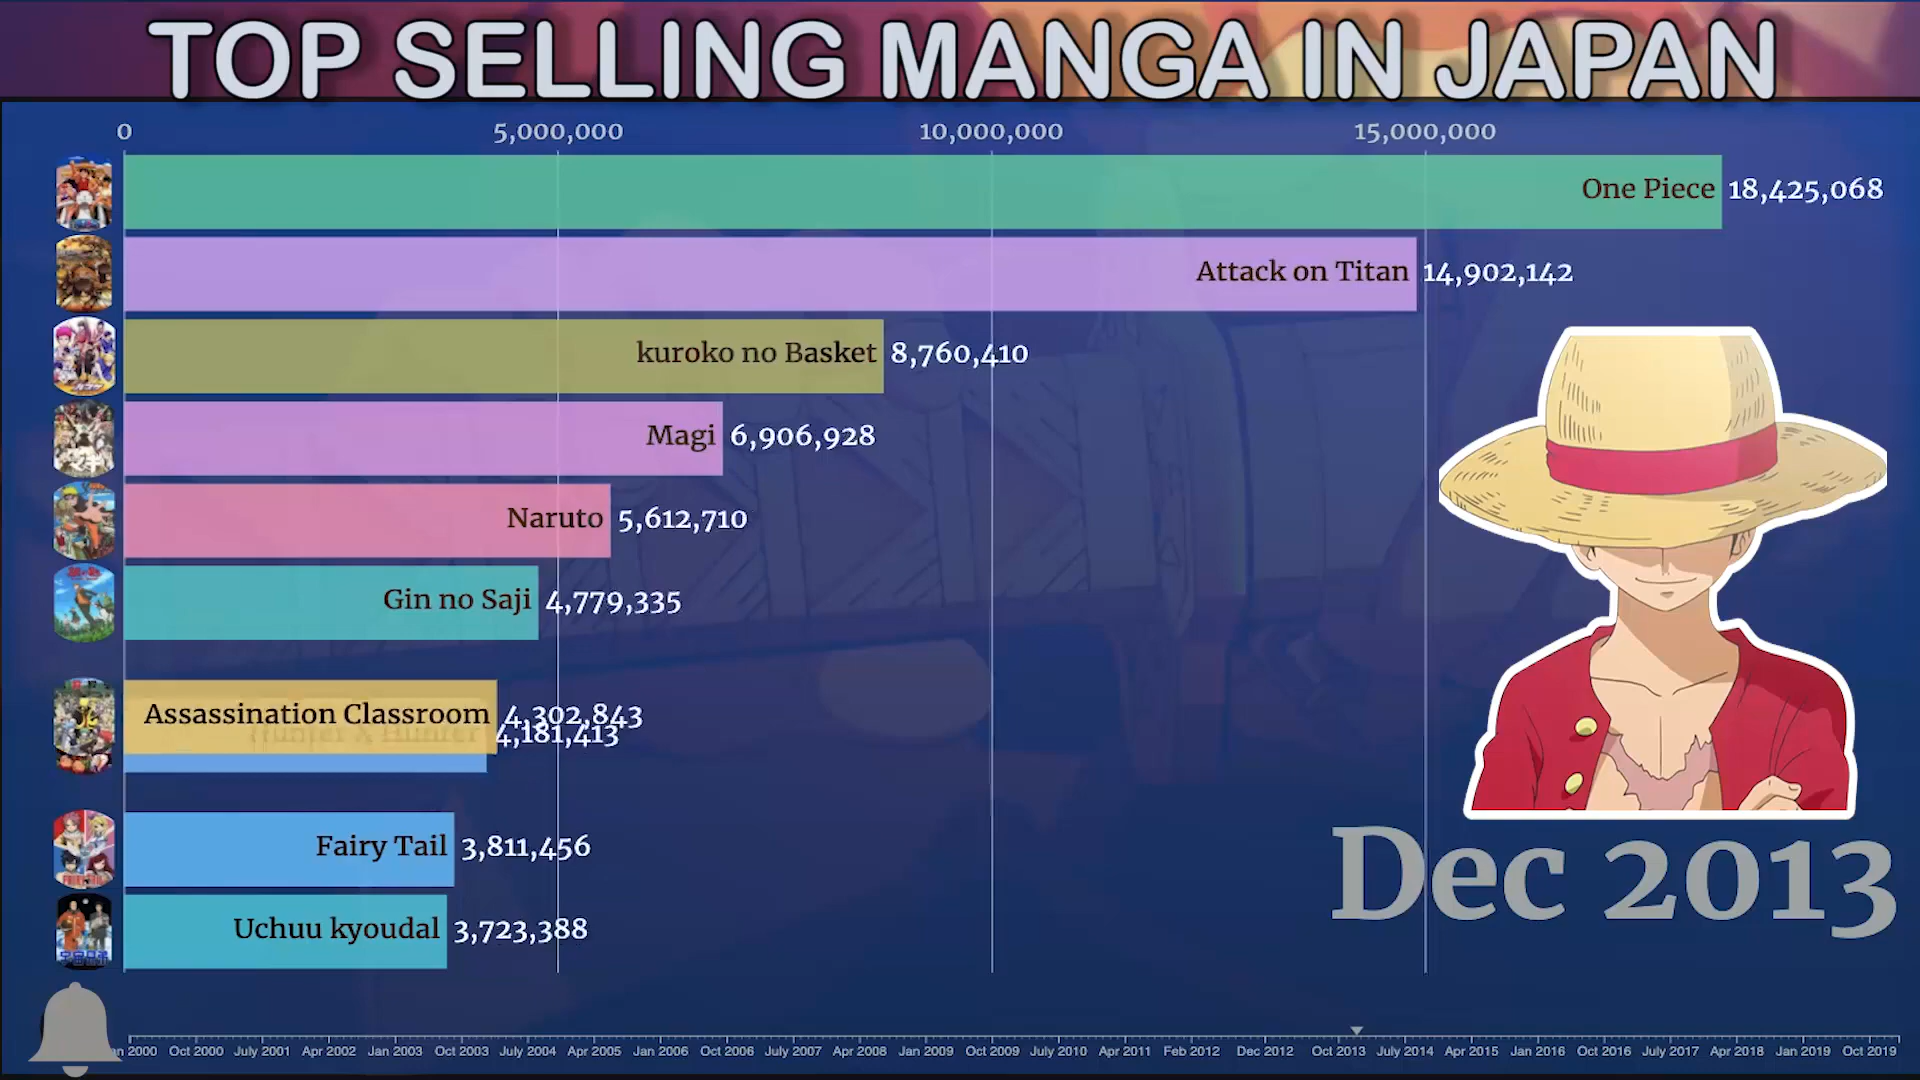 TOP SELLING MANGA IN JAPAN
0 5,000,000 10,000,000 15,000,000
One Piece 18,425,068
Attack on Titan 14,902,142
kuroko no Basket 8,760,410
Magi 6,906,928
Naruto 5,612,710
Gin no Saji 4,779,335
Assassination Classroom 4,302,843
Hunter X Hunter 4,181,413
Fairy Tail 3,811,456
Uchuu kyoudal 3,723,388
Dec 2013
n 2000 Oct 2000 July 2001 Apr 2002 Jan 2003 Oct 2003 July 2004 Apr 2005 Jan 2006 Oct 2006 July 2007 Apr 2008 Jan 2009 Oct 2009 July 2010 Apr 2011 Feb 2012 Dec 2012 Oct 2013 July 2014 Apr 2015 Jan 2016 Oct 2016 July 2017 Apr 2018 Jan 2019 Oct 2019